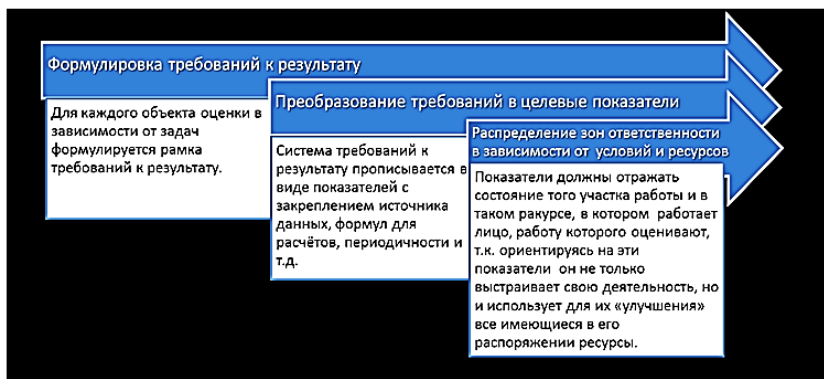 Формулировка требований к результату
Для каждого объекта оценки в
зависимости от задач
формулируется рамка
требований к результату.
Преобразование требований в целевые показатели
Система требований к
результату прописывается в
виде показателей с
закреплением источника
данных, формул для
расчётов, периодичности и
т.д.
Распределение зон ответственности
в зависимости от условий и ресурсов
Показатели должны отражать
состояние того участка работы и в
таком ракурсе, в котором работает
лицо, работу которого оценивают,
т.к. ориентируясь на эти
показатели он не только
выстраивает свою деятельность, но
и использует для их «улучшения»
все имеющиеся в его
распоряжении ресурсы.